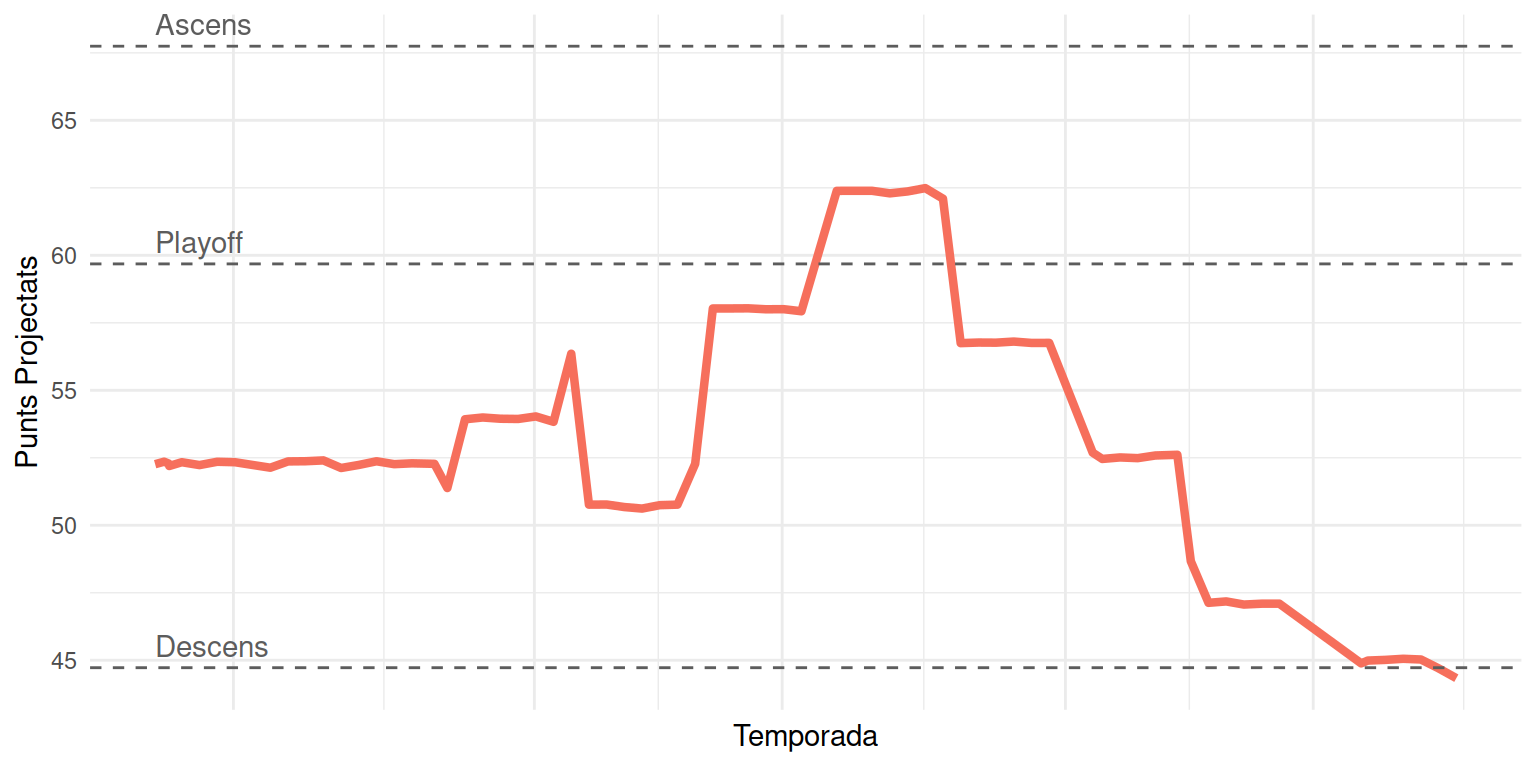 Ascens
65
Playoff
60
Punts Projectats
55
50
Descens
45
Temporada